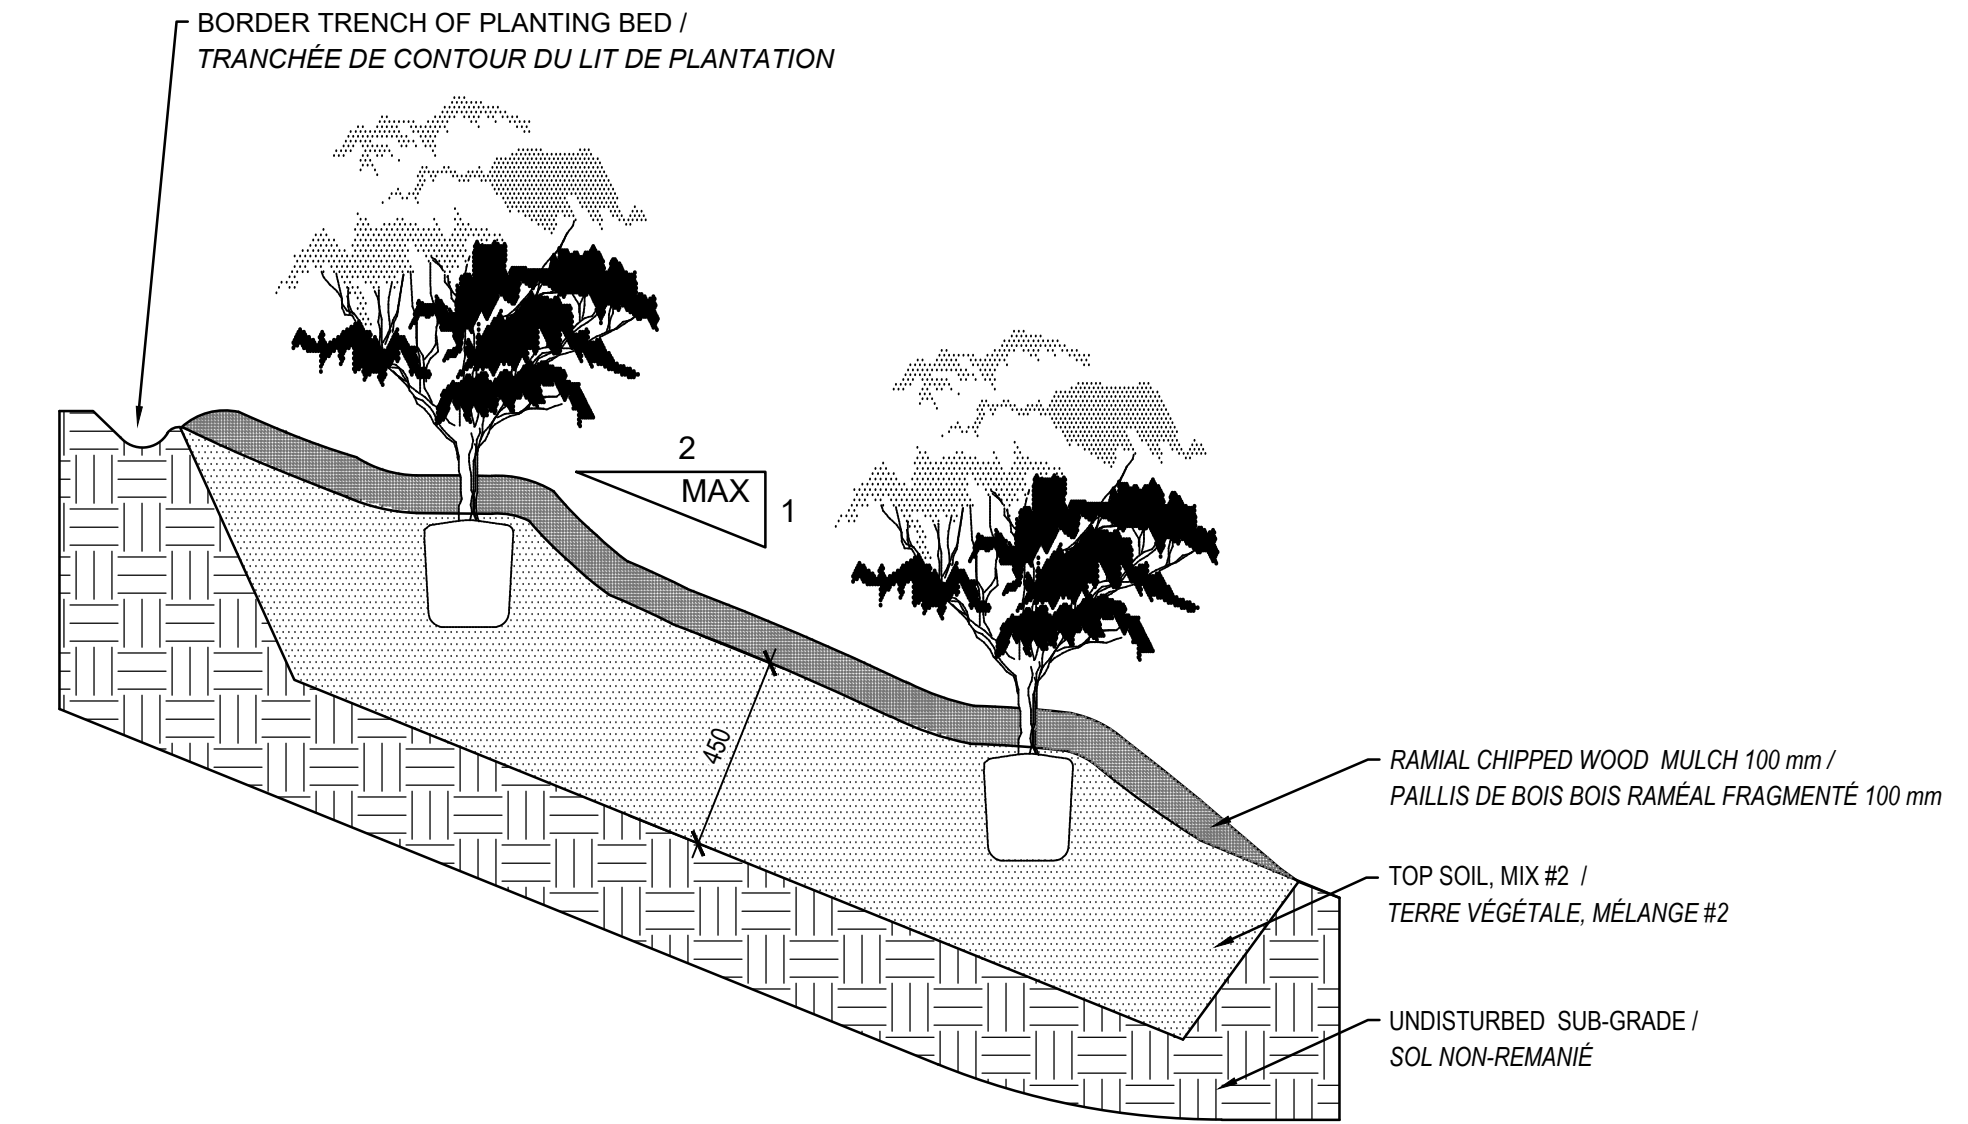 BORDER TRENCH OF PLANTING BED /
TRANCHÉE DE CONTOUR DU LIT DE PLANTATION
2
MAX
1
450
RAMIAL CHIPPED WOOD MULCH 100 mm /
PAILLIS DE BOIS BOIS RAMÉAL FRAGMENTÉ 100 mm
TOP SOIL, MIX #2 /
TERRE VÉGÉTALE, MÉLANGE #2
UNDISTURBED SUB-GRADE /
SOL NON-REMANIÉ